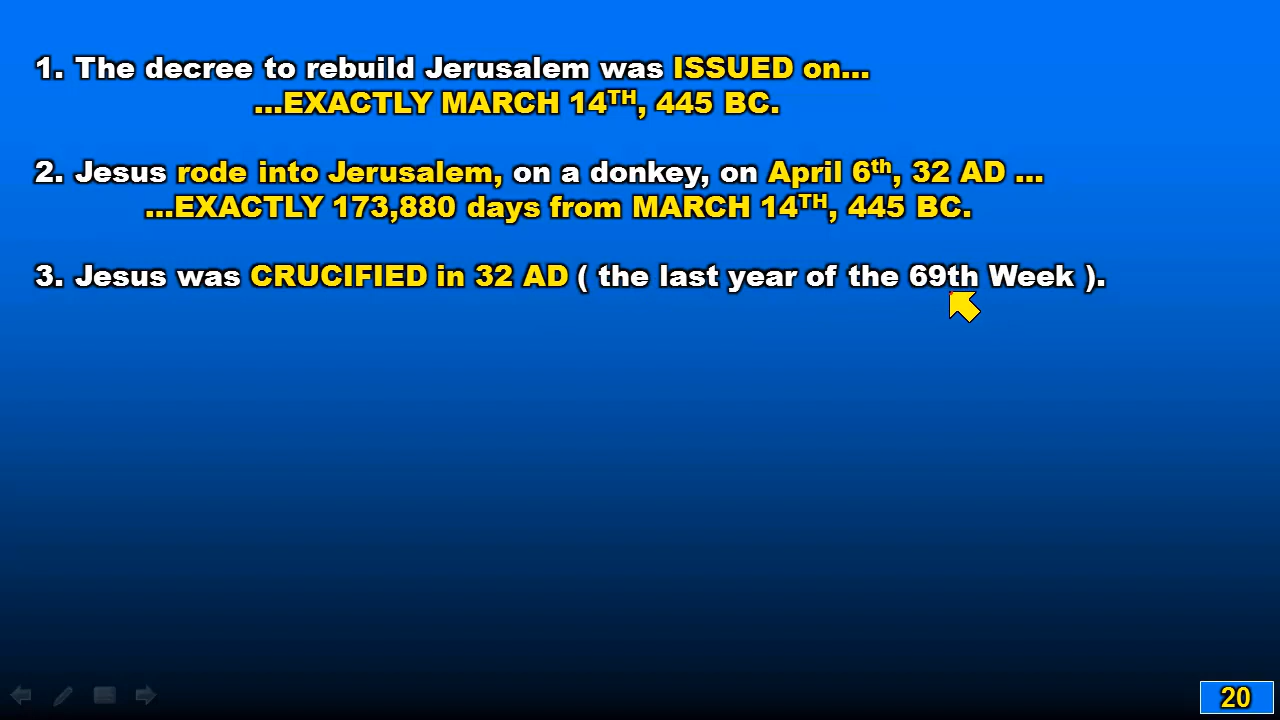 1. The decree to rebuild Jerusalem was ISSUED on...
...EXACTLY MARCH 14TH, 445 BC.
2. Jesus rode into Jerusalem, on a donkey, on April 6th, 32 AD ...
...EXACTLY 173,880 days from MARCH 14TH, 445 BC.
3. Jesus was CRUCIFIED in 32 AD ( the last year of the 69th Week ).
20